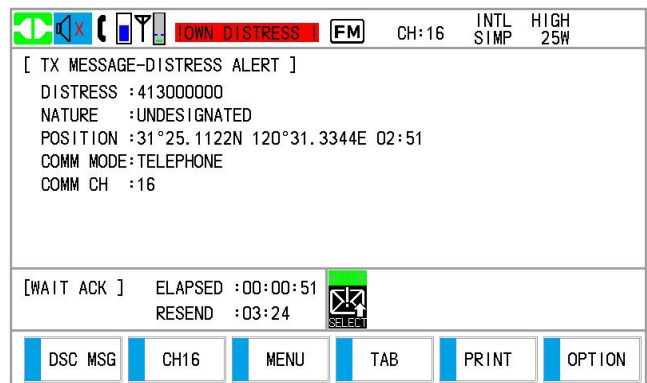 !OWN DISTRESS ! FM CH:16 INTL SIMP HIGH 25W
[ TX MESSAGE-DISTRESS ALERT ]
DISTRESS :413000000
NATURE :UNDESIGNATED
POSITION :31°25.1122N 120°31.3344E 02:51
COMM MODE:TELEPHONE
COMM CH :16
[WAIT ACK ] ELAPSED :00:00:51
RESEND :03:24
SELECT
DSC MSG CH16 MENU TAB PRINT OPTION